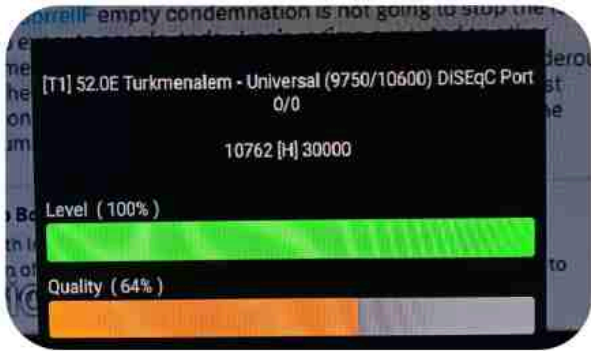 empty condemnation is not going to stop the
[T1] 52.0E Turkmenalem - Universal (9750/10600) DiSEqC Port
0/0
10762 [H] 30000
Level ( 100% )
to
Quality ( 64% )